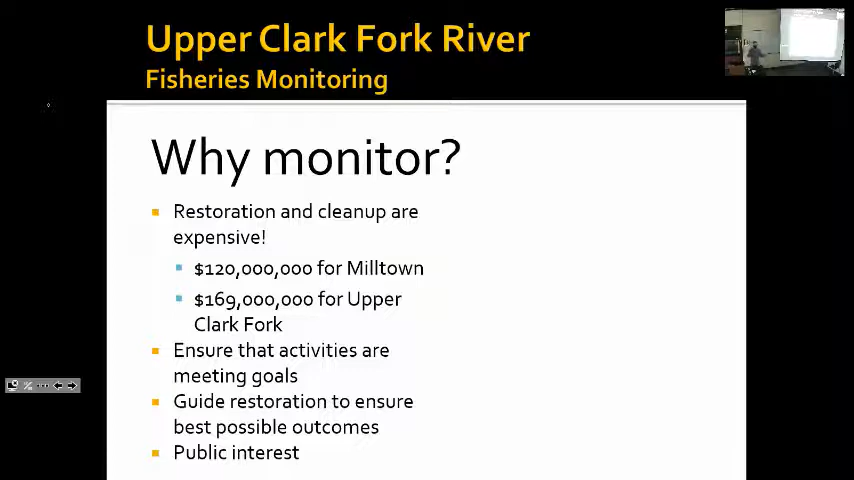 Upper Clark Fork River
Fisheries Monitoring
Why monitor?
Restoration and cleanup are
expensive!
$120,000,000 for Milltown
$169,000,000 for Upper
Clark Fork
Ensure that activities are
meeting goals
Guide restoration to ensure
best possible outcomes
Public interest